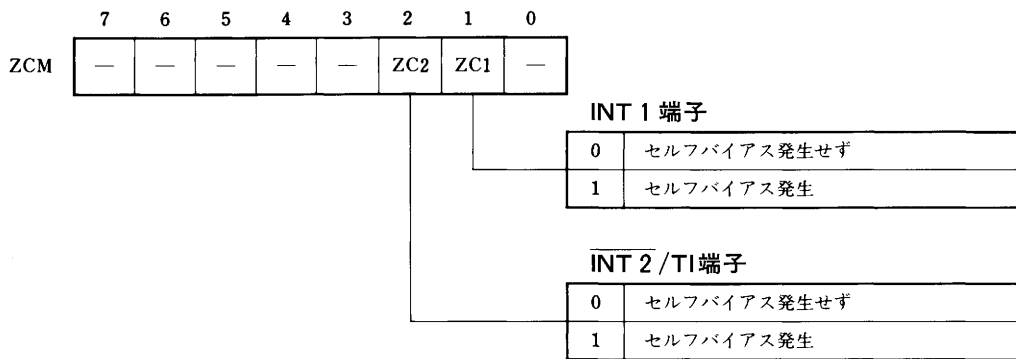 7 6 5 4 3 2 1 0
ZCM — — — — — ZC2 ZC1 —
INT 1 端子
0 セルフバイアス発生せず
1 セルフバイアス発生
INT 2 /TI端子
0 セルフバイアス発生せず
1 セルフバイアス発生